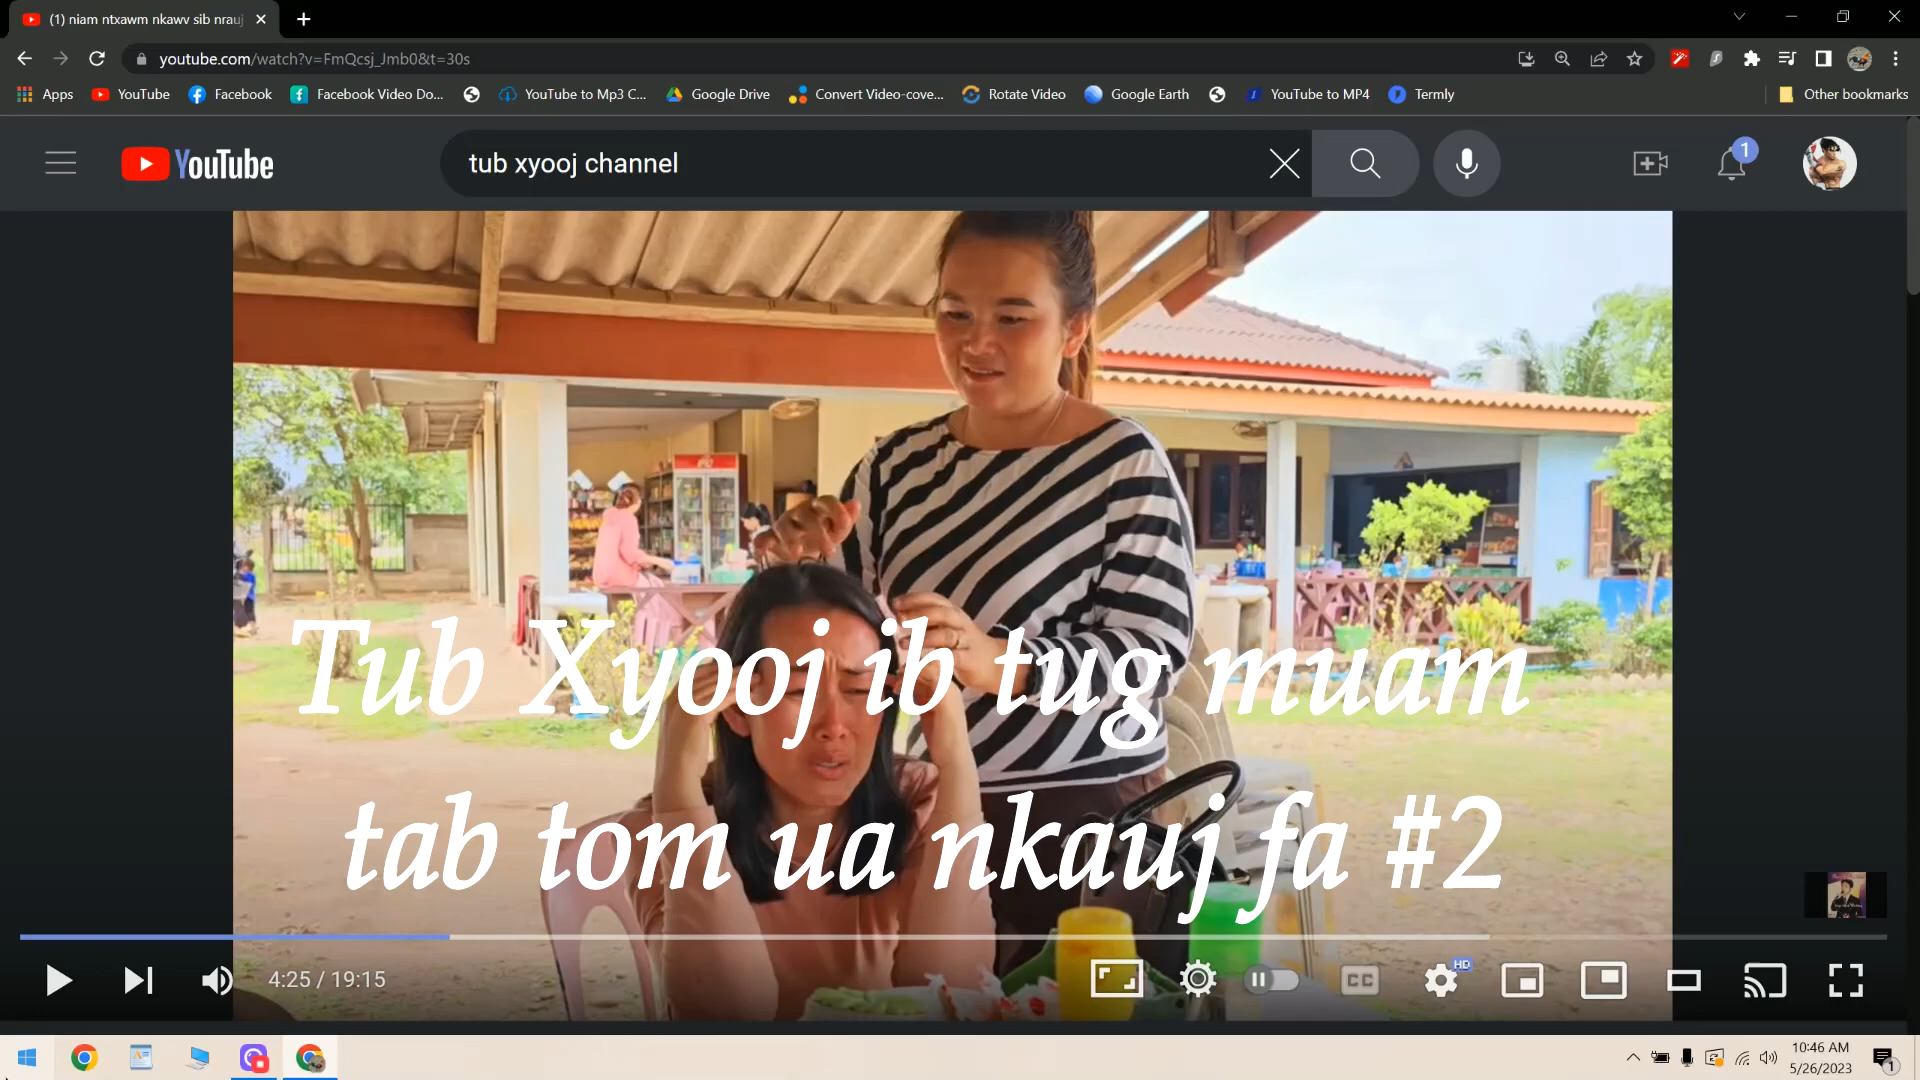 (1) niam ntxawm nkawv sib nrauj
youtube.com/watch?v=FmQcsj_Jmb0&t=30s
Apps YouTube Facebook Facebook Video Do... YouTube to Mp3 C... Google Drive Convert Video-cove... Rotate Video Google Earth YouTube to MP4 Termly Other bookmarks
YouTube tub xyooj channel 1
Tub Xyooj ib tug muam
tab tom ua nkauj fa #2
4:25 / 19:15 CC HD
10:46 AM
5/26/2023 1